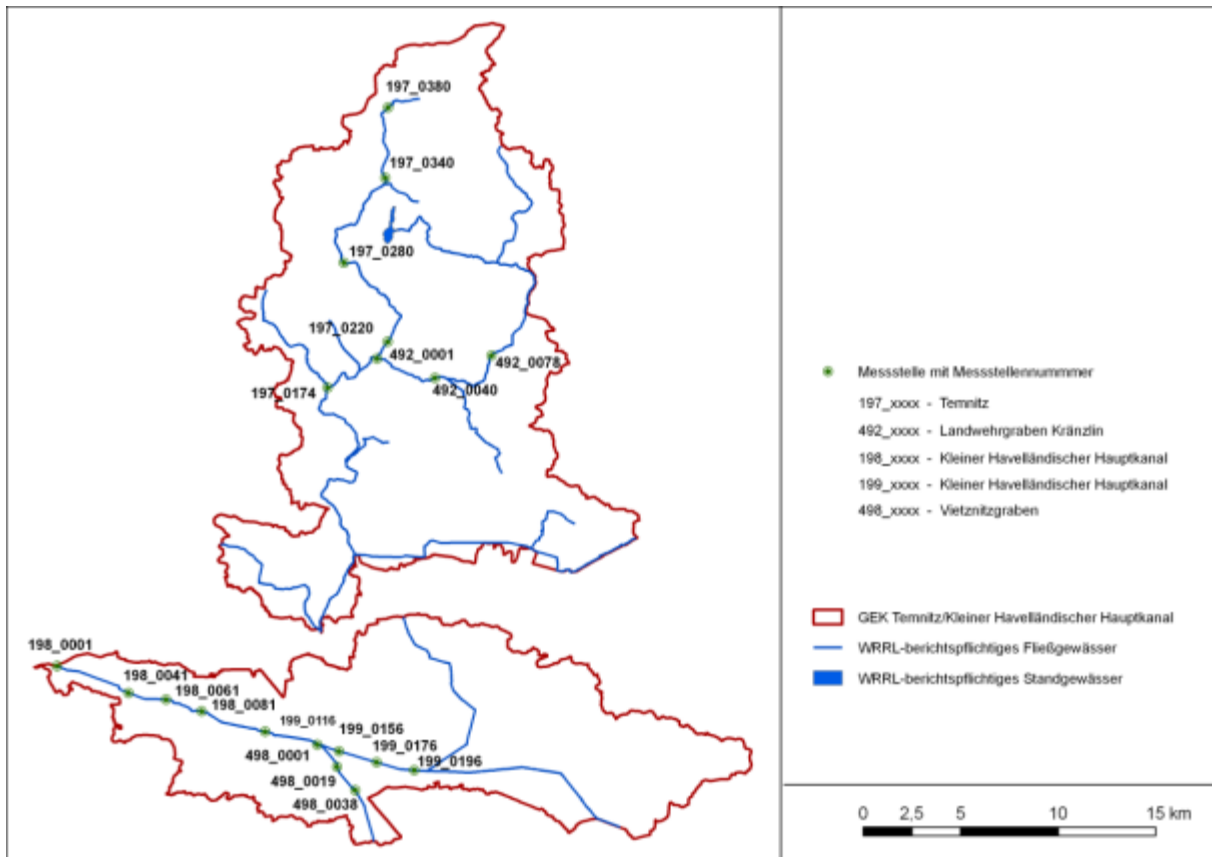 197_0380
197_0340
197_0280
197_0220
492_0001
492_0078
197_0174
492_0040
198_0001
198_0041
198_0061
198_0081
199_0116
199_0156
498_0001
199_0176
199_0196
498_0019
498_0038
Messstelle mit Messstellennummmer
197_xxxx - Temnitz
492_xxxx - Landwehrgraben Kränzlin
198_xxxx - Kleiner Havelländischer Hauptkanal
199_xxxx - Kleiner Havelländischer Hauptkanal
498_xxxx - Vietznitzgraben
GEK Temnitz/Kleiner Havelländischer Hauptkanal
WRRL-berichtspflichtiges Fließgewässer
WRRL-berichtspflichtiges Standgewässer
0 2,5 5 10 15 km